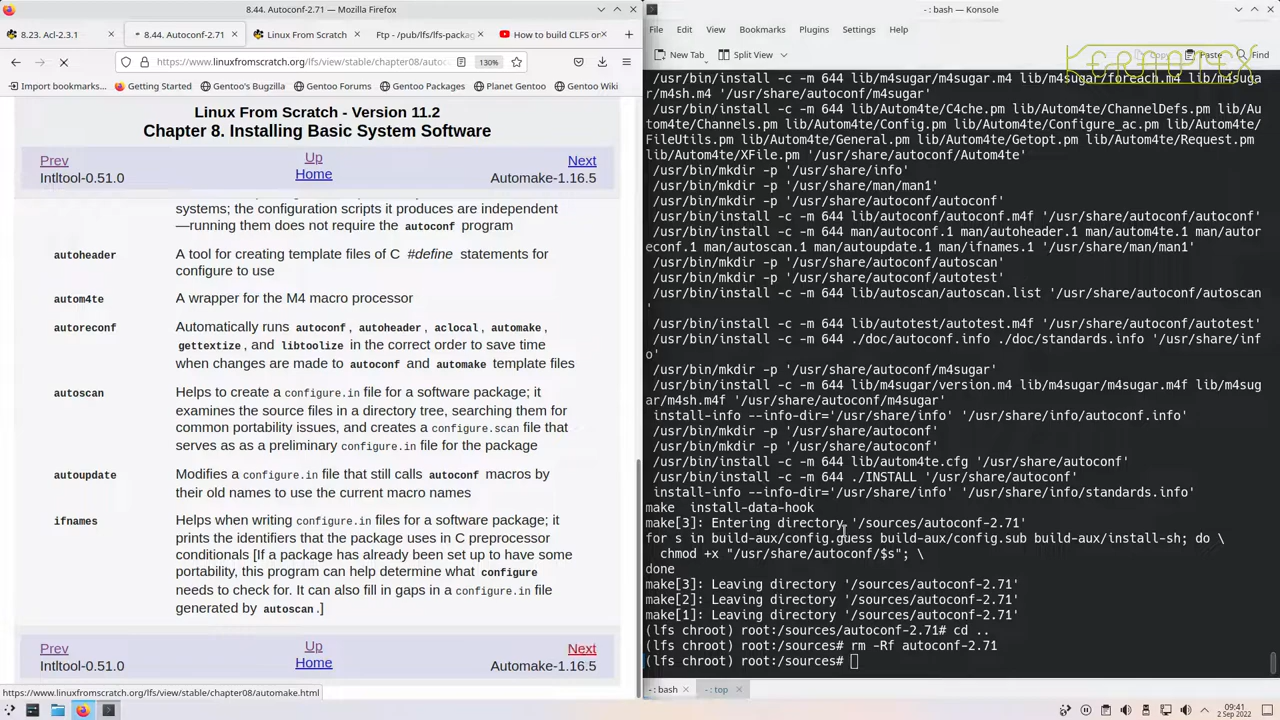 8.44. Autoconf-2.71 — Mozilla Firefox
8.23. Acl-2.3.1
8.44. Autoconf-2.71
Linux From Scratch
Ftp - /pub/lfs/lfs-packag
How to build CLFS on
https://www.linuxfromscratch.org/lfs/view/stable/chapter08/autoc
Import bookmarks...
Getting Started
Gentoo's Bugzilla
Gentoo Forums
Gentoo Packages
Planet Gentoo
Gentoo Wiki
Linux From Scratch - Version 11.2
Chapter 8. Installing Basic System Software
Prev
Up
Next
Intltool-0.51.0
Home
Automake-1.16.5
systems; the configuration scripts it produces are independent
—running them does not require the autoconf program
autoheader
A tool for creating template files of C #define statements for
configure to use
autom4te
A wrapper for the M4 macro processor
autoreconf
Automatically runs autoconf, autoheader, aclocal, automake,
gettextize, and libtoolize in the correct order to save time
when changes are made to autoconf and automake template files
autoscan
Helps to create a configure.in file for a software package; it
examines the source files in a directory tree, searching them for
common portability issues, and creates a configure.scan file that
serves as as a preliminary configure.in file for the package
autoupdate
Modifies a configure.in file that still calls autoconf macros by
their old names to use the current macro names
ifnames
Helps when writing configure.in files for a software package; it
prints the identifiers that the package uses in C preprocessor
conditionals [If a package has already been set up to have some
portability, this program can help determine what configure
needs to check for. It can also fill in gaps in a configure.in file
generated by autoscan.]
Prev
Up
Next
Intltool-0.51.0
Home
Automake-1.16.5
https://www.linuxfromscratch.org/lfs/view/stable/chapter08/automake.html
- : bash — Konsole
File Edit View Bookmarks Plugins Settings Help
New Tab
Split View
Copy
Paste
Find
KERNOTEX
/usr/bin/install -c -m 644 lib/m4sugar/m4sugar.m4 lib/m4sugar/foreach.m4 lib/m4suga
r/m4sh.m4 '/usr/share/autoconf/m4sugar'
/usr/bin/install -c -m 644 lib/Autom4te/C4che.pm lib/Autom4te/ChannelDefs.pm lib/Au
tom4te/Channels.pm lib/Autom4te/Config.pm lib/Autom4te/Configure_ac.pm lib/Autom4te/
FileUtils.pm lib/Autom4te/General.pm lib/Autom4te/Getopt.pm lib/Autom4te/Request.pm
lib/Autom4te/XFile.pm '/usr/share/autoconf/Autom4te'
/usr/bin/mkdir -p '/usr/share/info'
/usr/bin/mkdir -p '/usr/share/man/man1'
/usr/bin/mkdir -p '/usr/share/autoconf/autoconf'
/usr/bin/install -c -m 644 lib/autoconf/autoconf.m4f '/usr/share/autoconf/autoconf'
/usr/bin/install -c -m 644 man/autoconf.1 man/autoheader.1 man/autom4te.1 man/autor
econf.1 man/autoscan.1 man/autoupdate.1 man/ifnames.1 '/usr/share/man/man1'
/usr/bin/mkdir -p '/usr/share/autoconf/autoscan'
/usr/bin/mkdir -p '/usr/share/autoconf/autotest'
/usr/bin/install -c -m 644 lib/autoscan/autoscan.list '/usr/share/autoconf/autoscan
'
/usr/bin/install -c -m 644 lib/autotest/autotest.m4f '/usr/share/autoconf/autotest'
/usr/bin/install -c -m 644 ./doc/autoconf.info ./doc/standards.info '/usr/share/inf
o'
/usr/bin/mkdir -p '/usr/share/autoconf/m4sugar'
/usr/bin/install -c -m 644 lib/m4sugar/version.m4 lib/m4sugar/m4sugar.m4f lib/m4sug
ar/m4sh.m4f '/usr/share/autoconf/m4sugar'
install-info --info-dir='/usr/share/info' '/usr/share/info/autoconf.info'
/usr/bin/mkdir -p '/usr/share/autoconf'
/usr/bin/mkdir -p '/usr/share/autoconf'
/usr/bin/install -c -m 644 lib/autom4te.cfg '/usr/share/autoconf'
/usr/bin/install -c -m 644 ./INSTALL '/usr/share/autoconf'
install-info --info-dir='/usr/share/info' '/usr/share/info/standards.info'
make  install-data-hook
make[3]: Entering directory '/sources/autoconf-2.71'
for s in build-aux/config.guess build-aux/config.sub build-aux/install-sh; do \
chmod +x "/usr/share/autoconf/$s"; \
done
make[3]: Leaving directory '/sources/autoconf-2.71'
make[2]: Leaving directory '/sources/autoconf-2.71'
make[1]: Leaving directory '/sources/autoconf-2.71'
(lfs chroot) root:/sources/autoconf-2.71# cd ..
(lfs chroot) root:/sources# rm -Rf autoconf-2.71
(lfs chroot) root:/sources#
- : bash
- : top
09:41
2 Sep 2022